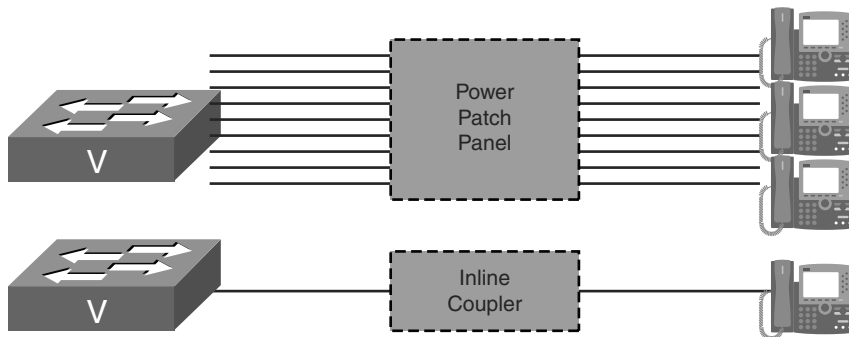 Power
Patch
Panel
V
Inline
Coupler
V